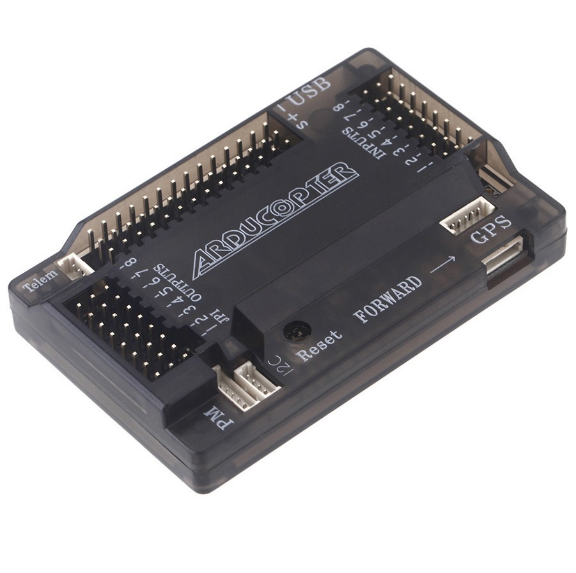 USB
S+−
INPUTS
1 2 3 4 5 6 7 8
ARDUCOPTER
GPS
FORWARD →
Telem
8
7
6
5
4
3
2
1
OUTPUTS
JP1
Reset
I2C
PM